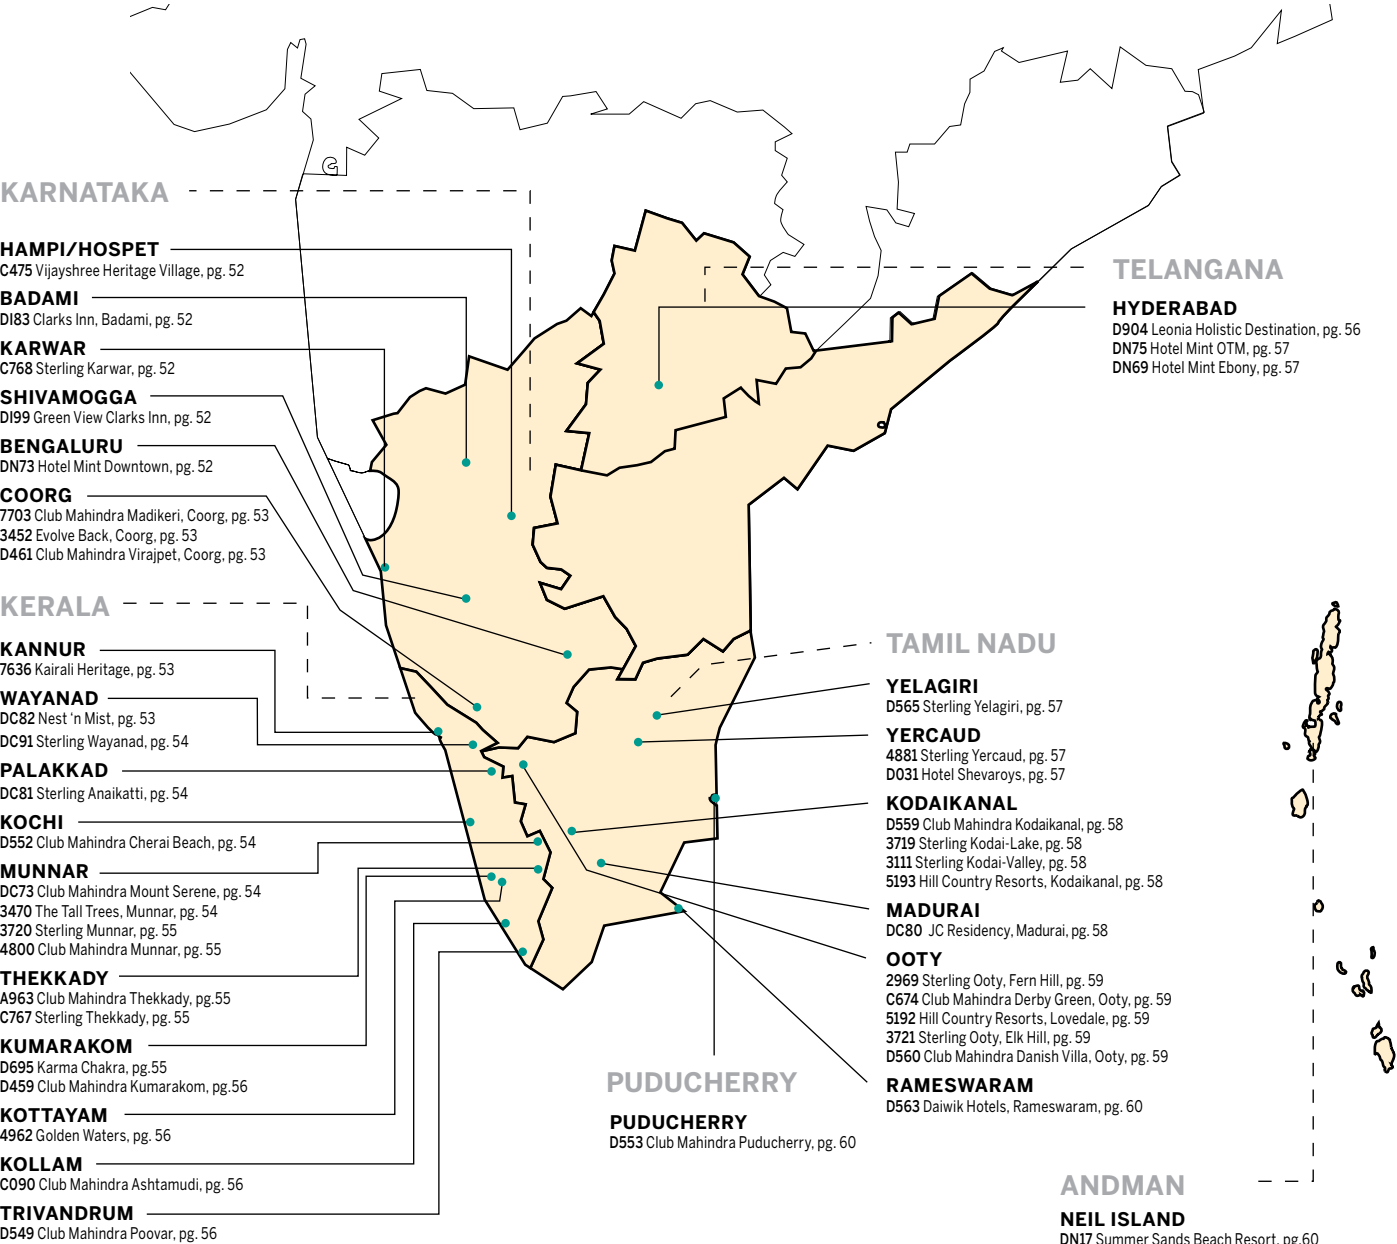 KARNATAKA
HAMPI/HOSPET
C475 Vijayshree Heritage Village, pg. 52
BADAMI
DI83 Clarks Inn, Badami, pg. 52
KARWAR
C768 Sterling Karwar, pg. 52
SHIVAMOGGA
DI99 Green View Clarks Inn, pg. 52
BENGALURU
DN73 Hotel Mint Downtown, pg. 52
COORG
7703 Club Mahindra Madikeri, Coorg, pg. 53
3452 Evolve Back, Coorg, pg. 53
D461 Club Mahindra Virajpet, Coorg, pg. 53
KERALA
KANNUR
7636 Kairali Heritage, pg. 53
WAYANAD
DC82 Nest ‘n Mist, pg. 53
DC91 Sterling Wayanad, pg. 54
PALAKKAD
DC81 Sterling Anaikatti, pg. 54
KOCHI
D552 Club Mahindra Cherai Beach, pg. 54
MUNNAR
DC73 Club Mahindra Mount Serene, pg. 54
3470 The Tall Trees, Munnar, pg. 54
3720 Sterling Munnar, pg. 55
4800 Club Mahindra Munnar, pg. 55
THEKKADY
A963 Club Mahindra Thekkady, pg.55
C767 Sterling Thekkady, pg. 55
KUMARAKOM
D695 Karma Chakra, pg.55
D459 Club Mahindra Kumarakom, pg.56
KOTTAYAM
4962 Golden Waters, pg. 56
KOLLAM
C090 Club Mahindra Ashtamudi, pg. 56
TRIVANDRUM
D549 Club Mahindra Poovar, pg. 56
TELANGANA
HYDERABAD
D904 Leonia Holistic Destination, pg. 56
DN75 Hotel Mint OTM, pg. 57
DN69 Hotel Mint Ebony, pg. 57
TAMIL NADU
YELAGIRI
D565 Sterling Yelagiri, pg. 57
YERCAUD
4881 Sterling Yercaud, pg. 57
D031 Hotel Shevaroys, pg. 57
KODAIKANAL
D559 Club Mahindra Kodaikanal, pg. 58
3719 Sterling Kodai-Lake, pg. 58
3111 Sterling Kodai-Valley, pg. 58
5193 Hill Country Resorts, Kodaikanal, pg. 58
MADURAI
DC80 JC Residency, Madurai, pg. 58
OOTY
2969 Sterling Ooty, Fern Hill, pg. 59
C674 Club Mahindra Derby Green, Ooty, pg. 59
5192 Hill Country Resorts, Lovedale, pg. 59
3721 Sterling Ooty, Elk Hill, pg. 59
D560 Club Mahindra Danish Villa, Ooty, pg. 59
RAMESWARAM
D563 Daiwik Hotels, Rameswaram, pg. 60
PUDUCHERRY
PUDUCHERRY
D553 Club Mahindra Puducherry, pg. 60
ANDMAN
NEIL ISLAND
DN17 Summer Sands Beach Resort, pg.60